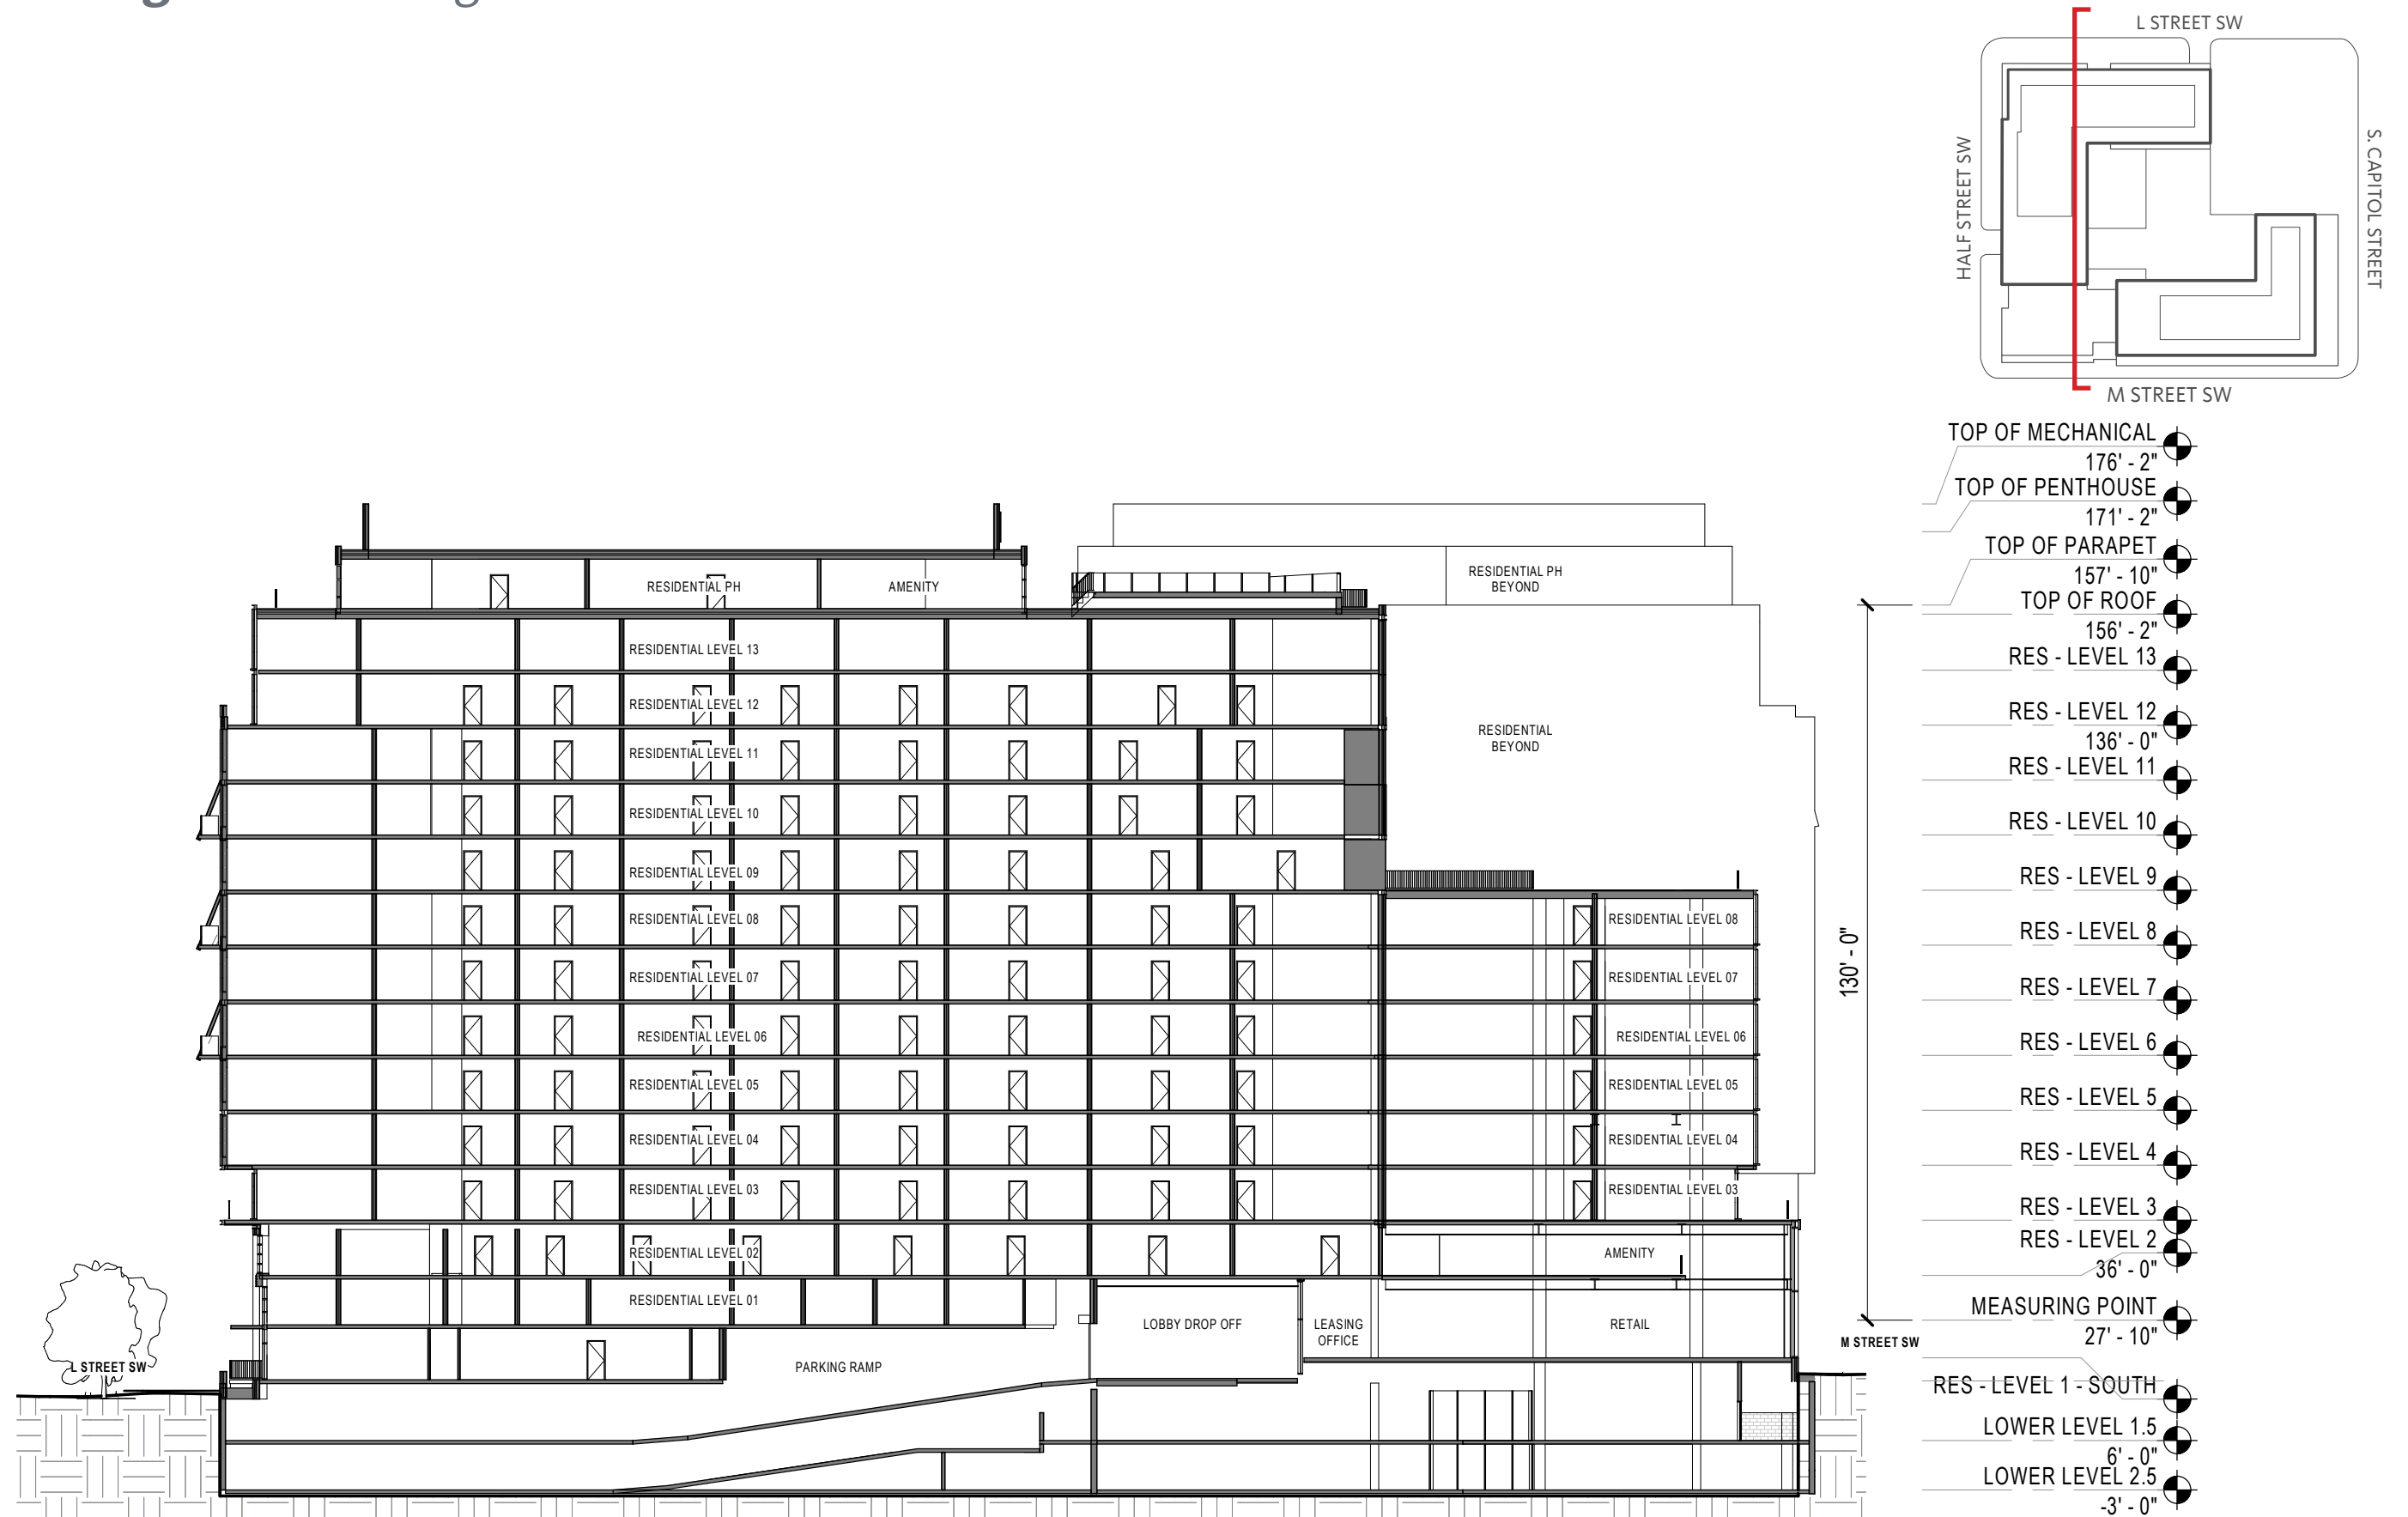 L STREET SW
HALF STREET SW
S. CAPITOL STREET
M STREET SW
TOP OF MECHANICAL
176' - 2"
TOP OF PENTHOUSE
171' - 2"
TOP OF PARAPET
157' - 10"
TOP OF ROOF
156' - 2"
RES - LEVEL 13
RES - LEVEL 12
136' - 0"
RES - LEVEL 11
RES - LEVEL 10
RES - LEVEL 9
RES - LEVEL 8
RES - LEVEL 7
RES - LEVEL 6
RES - LEVEL 5
RES - LEVEL 4
RES - LEVEL 3
RES - LEVEL 2
36' - 0"
MEASURING POINT
27' - 10"
RES - LEVEL 1 - SOUTH
LOWER LEVEL 1.5
6' - 0"
LOWER LEVEL 2.5
-3' - 0"
130' - 0"
M STREET SW
RESIDENTIAL PH
AMENITY
RESIDENTIAL PH
BEYOND
RESIDENTIAL LEVEL 13
RESIDENTIAL LEVEL 12
RESIDENTIAL
BEYOND
RESIDENTIAL LEVEL 11
RESIDENTIAL LEVEL 10
RESIDENTIAL LEVEL 09
RESIDENTIAL LEVEL 08
RESIDENTIAL LEVEL 08
RESIDENTIAL LEVEL 07
RESIDENTIAL LEVEL 07
RESIDENTIAL LEVEL 06
RESIDENTIAL LEVEL 06
RESIDENTIAL LEVEL 05
RESIDENTIAL LEVEL 05
RESIDENTIAL LEVEL 04
RESIDENTIAL LEVEL 04
RESIDENTIAL LEVEL 03
RESIDENTIAL LEVEL 03
RESIDENTIAL LEVEL 02
AMENITY
RESIDENTIAL LEVEL 01
LOBBY DROP OFF
LEASING
OFFICE
RETAIL
PARKING RAMP
L STREET SW